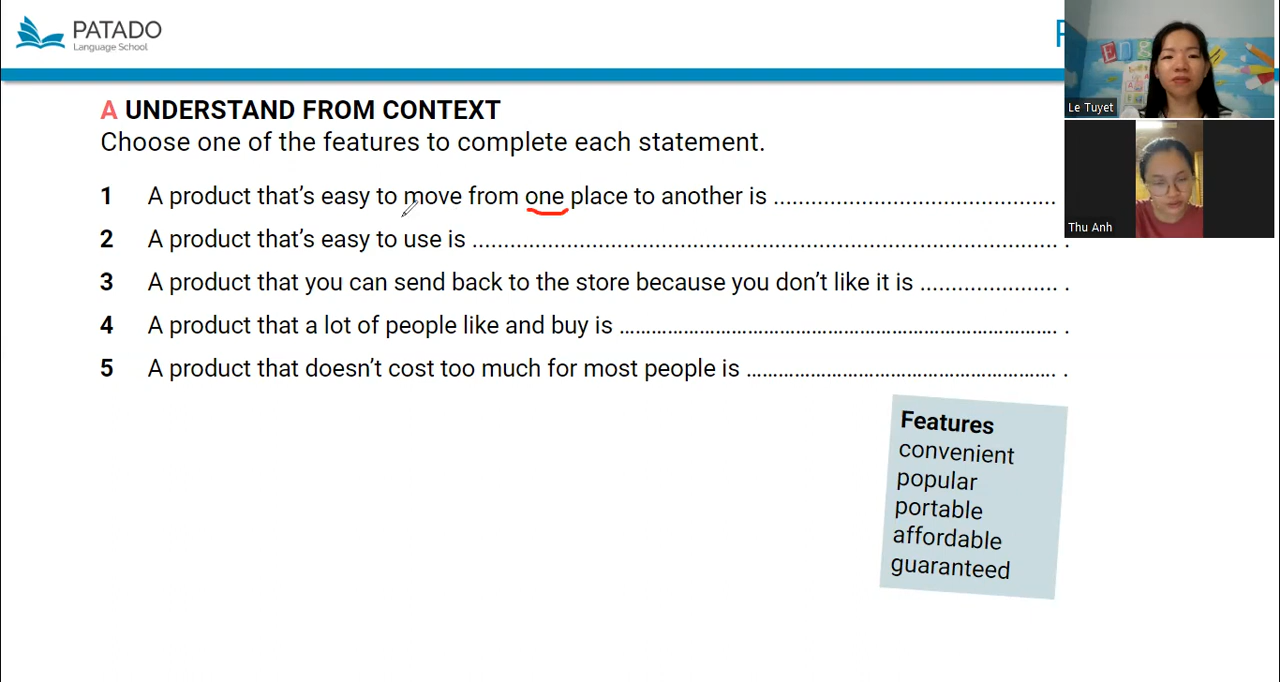 PATADO
Language School
Le Tuyet
Thu Anh
A UNDERSTAND FROM CONTEXT
Choose one of the features to complete each statement.
1 A product that's easy to move from one place to another is ............................................
2 A product that's easy to use is ............................................................................................ .
3 A product that you can send back to the store because you don't like it is ...................... .
4 A product that a lot of people like and buy is ...................................................................... .
5 A product that doesn't cost too much for most people is ................................................. .
Features
convenient
popular
portable
affordable
guaranteed